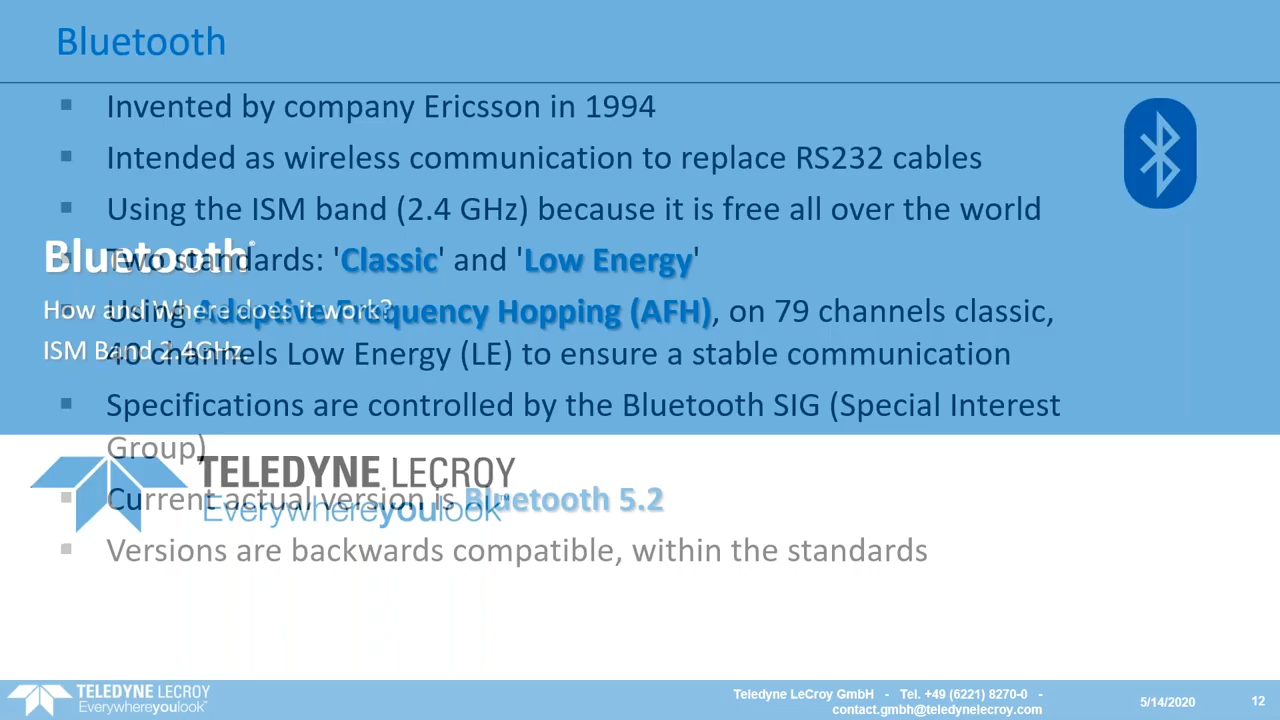 Bluetooth
Invented by company Ericsson in 1994
Intended as wireless communication to replace RS232 cables
Using the ISM band (2.4 GHz) because it is free all over the world
Bluetooth®
Two standards: 'Classic' and 'Low Energy'
How and Where does it work?
Using Adaptive Frequency Hopping (AFH), on 79 channels classic,
ISM Band 2.4GHz
40 channels Low Energy (LE) to ensure a stable communication
Specifications are controlled by the Bluetooth SIG (Special Interest
Group)
TELEDYNE LECROY
Current actual version is Bluetooth 5.2
Everywhereyoulook™
Versions are backwards compatible, within the standards
TELEDYNE LECROY
Everywhereyoulook™
Teledyne LeCroy GmbH - Tel. +49 (6221) 8270-0 -
contact.gmbh@teledynelecroy.com
5/14/2020
12